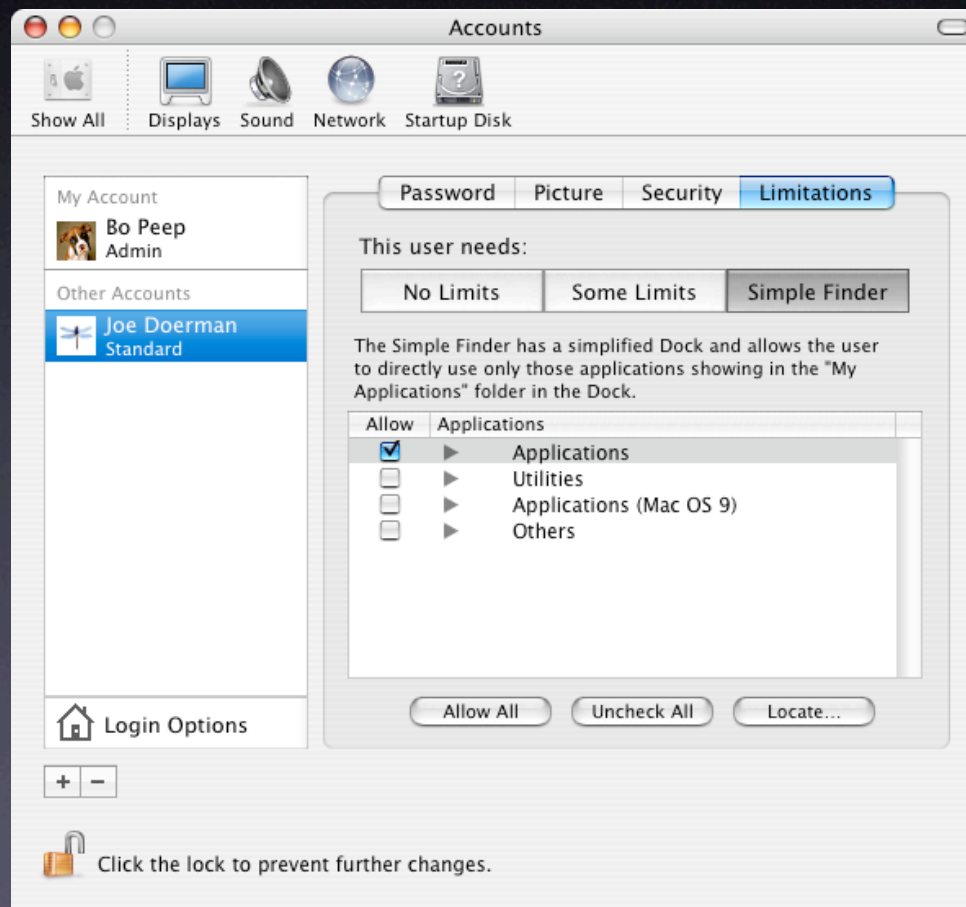 Accounts
Show All Displays Sound Network Startup Disk
My Account
Bo Peep
Admin
Other Accounts
Joe Doerman
Standard
Login Options
Password Picture Security Limitations
This user needs:
No Limits Some Limits Simple Finder
The Simple Finder has a simplified Dock and allows the user
to directly use only those applications showing in the "My
Applications" folder in the Dock.
Allow Applications
Applications
Utilities
Applications (Mac OS 9)
Others
Allow All Uncheck All Locate...
+ −
Click the lock to prevent further changes.